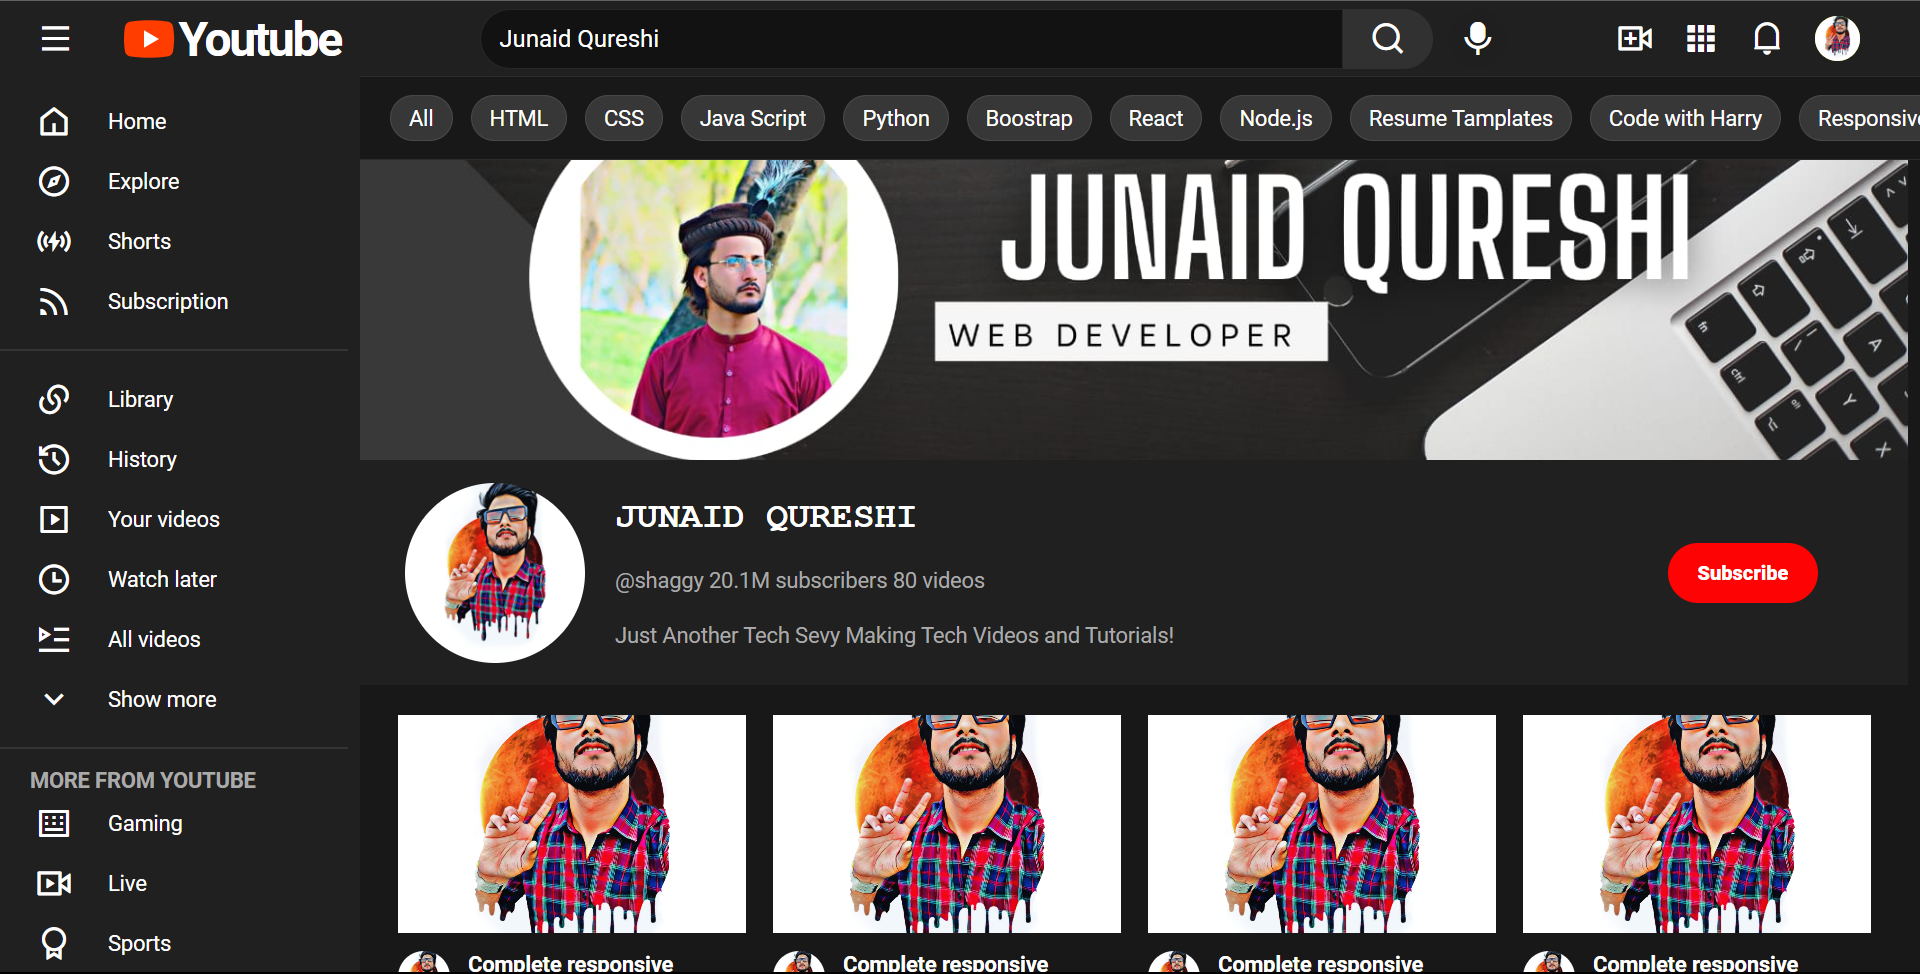 Youtube
Junaid Qureshi
All HTML CSS Java Script Python Boostrap React Node.js Resume Tamplates Code with Harry Responsive
Home
Explore
Shorts
Subscription
Library
History
Your videos
Watch later
All videos
Show more
MORE FROM YOUTUBE
Gaming
Live
Sports
JUNAID QURESHI
WEB DEVELOPER
JUNAID QURESHI
@shaggy 20.1M subscribers 80 videos
Just Another Tech Sevy Making Tech Videos and Tutorials!
Subscribe
Complete responsive
Complete responsive
Complete responsive
Complete responsive